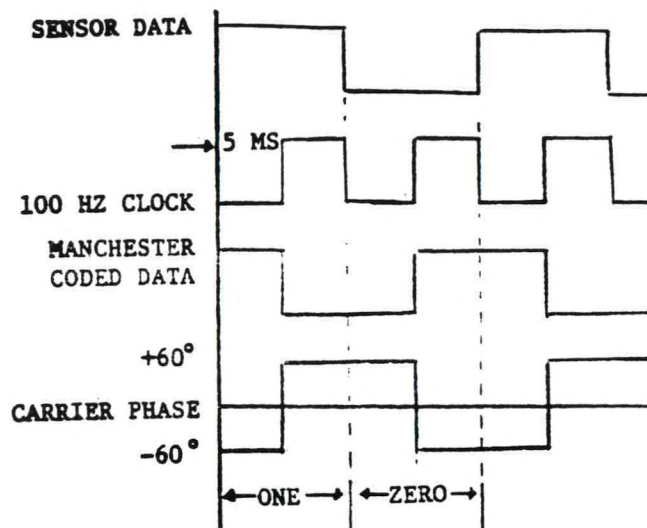 SENSOR DATA
5 MS
100 HZ CLOCK
MANCHESTER
CODED DATA
+60°
CARRIER PHASE
-60°
ONE
ZERO